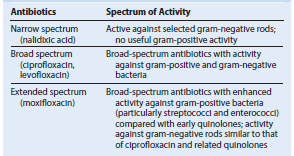 Antibiotics Spectrum of Activity
Narrow spectrum Active against selected gram-negative rods;
(nalidixic acid) no useful gram-positive activity
Broad spectrum Broad-spectrum antibiotics with activity
(ciprofloxacin, against gram-positive and gram-negative
levofloxacin) bacteria
Extended spectrum Broad-spectrum antibiotics with enhanced
(moxifloxacin) activity against gram-positive bacteria
(particularly streptococci and enterococci)
compared with early quinolones; activity
against gram-negative rods similar to that
of ciprofloxacin and related quinolones